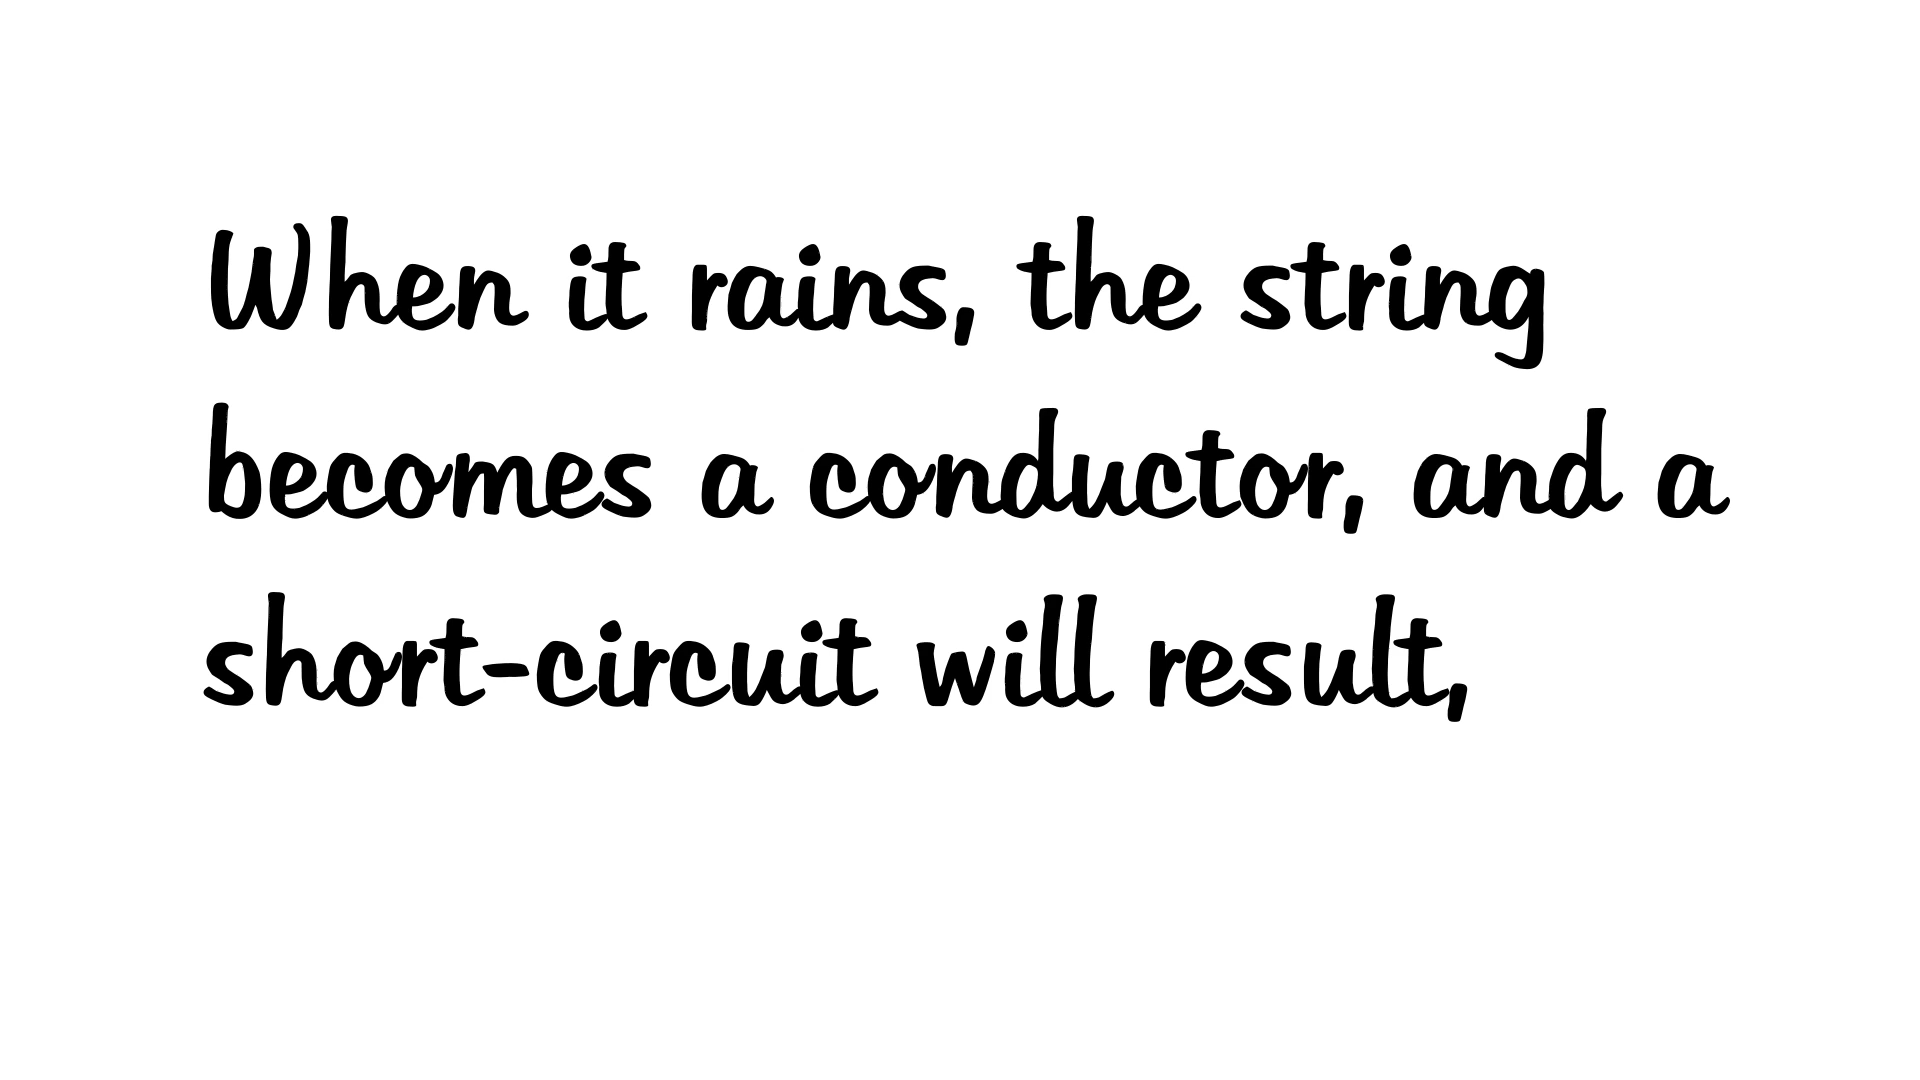 When it rains, the string
becomes a conductor, and a
short-circuit will result,